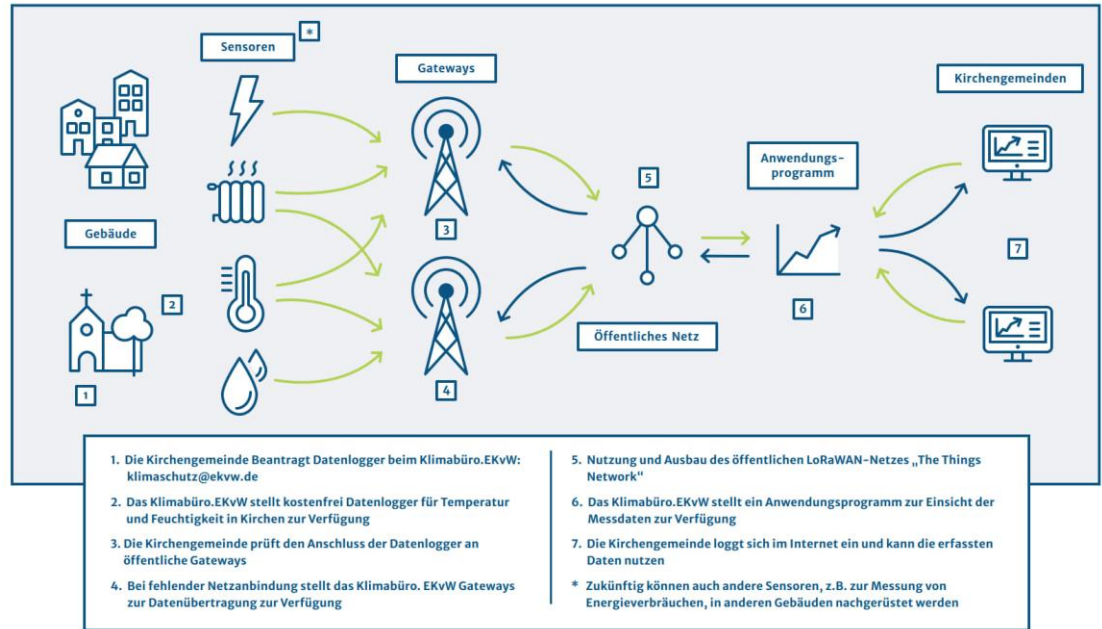 Sensoren
*
Gateways
Kirchengemeinden
Anwendungs-
programm
5
3
Gebäude
2
7
6
Öffentliches Netz
1
4
1. Die Kirchengemeinde Beantragt Datenlogger beim Klimabüro.EKvW:
klimaschutz@ekvw.de
2. Das Klimabüro.EKvW stellt kostenfrei Datenlogger für Temperatur
und Feuchtigkeit in Kirchen zur Verfügung
3. Die Kirchengemeinde prüft den Anschluss der Datenlogger an
öffentliche Gateways
4. Bei fehlender Netzanbindung stellt das Klimabüro. EKvW Gateways
zur Datenübertragung zur Verfügung
5. Nutzung und Ausbau des öffentlichen LoRaWAN-Netzes „The Things
Network“
6. Das Klimabüro.EKvW stellt ein Anwendungsprogramm zur Einsicht der
Messdaten zur Verfügung
7. Die Kirchengemeinde loggt sich im Internet ein und kann die erfassten
Daten nutzen
* Zukünftig können auch andere Sensoren, z.B. zur Messung von
Energieverbräuchen, in anderen Gebäuden nachgerüstet werden